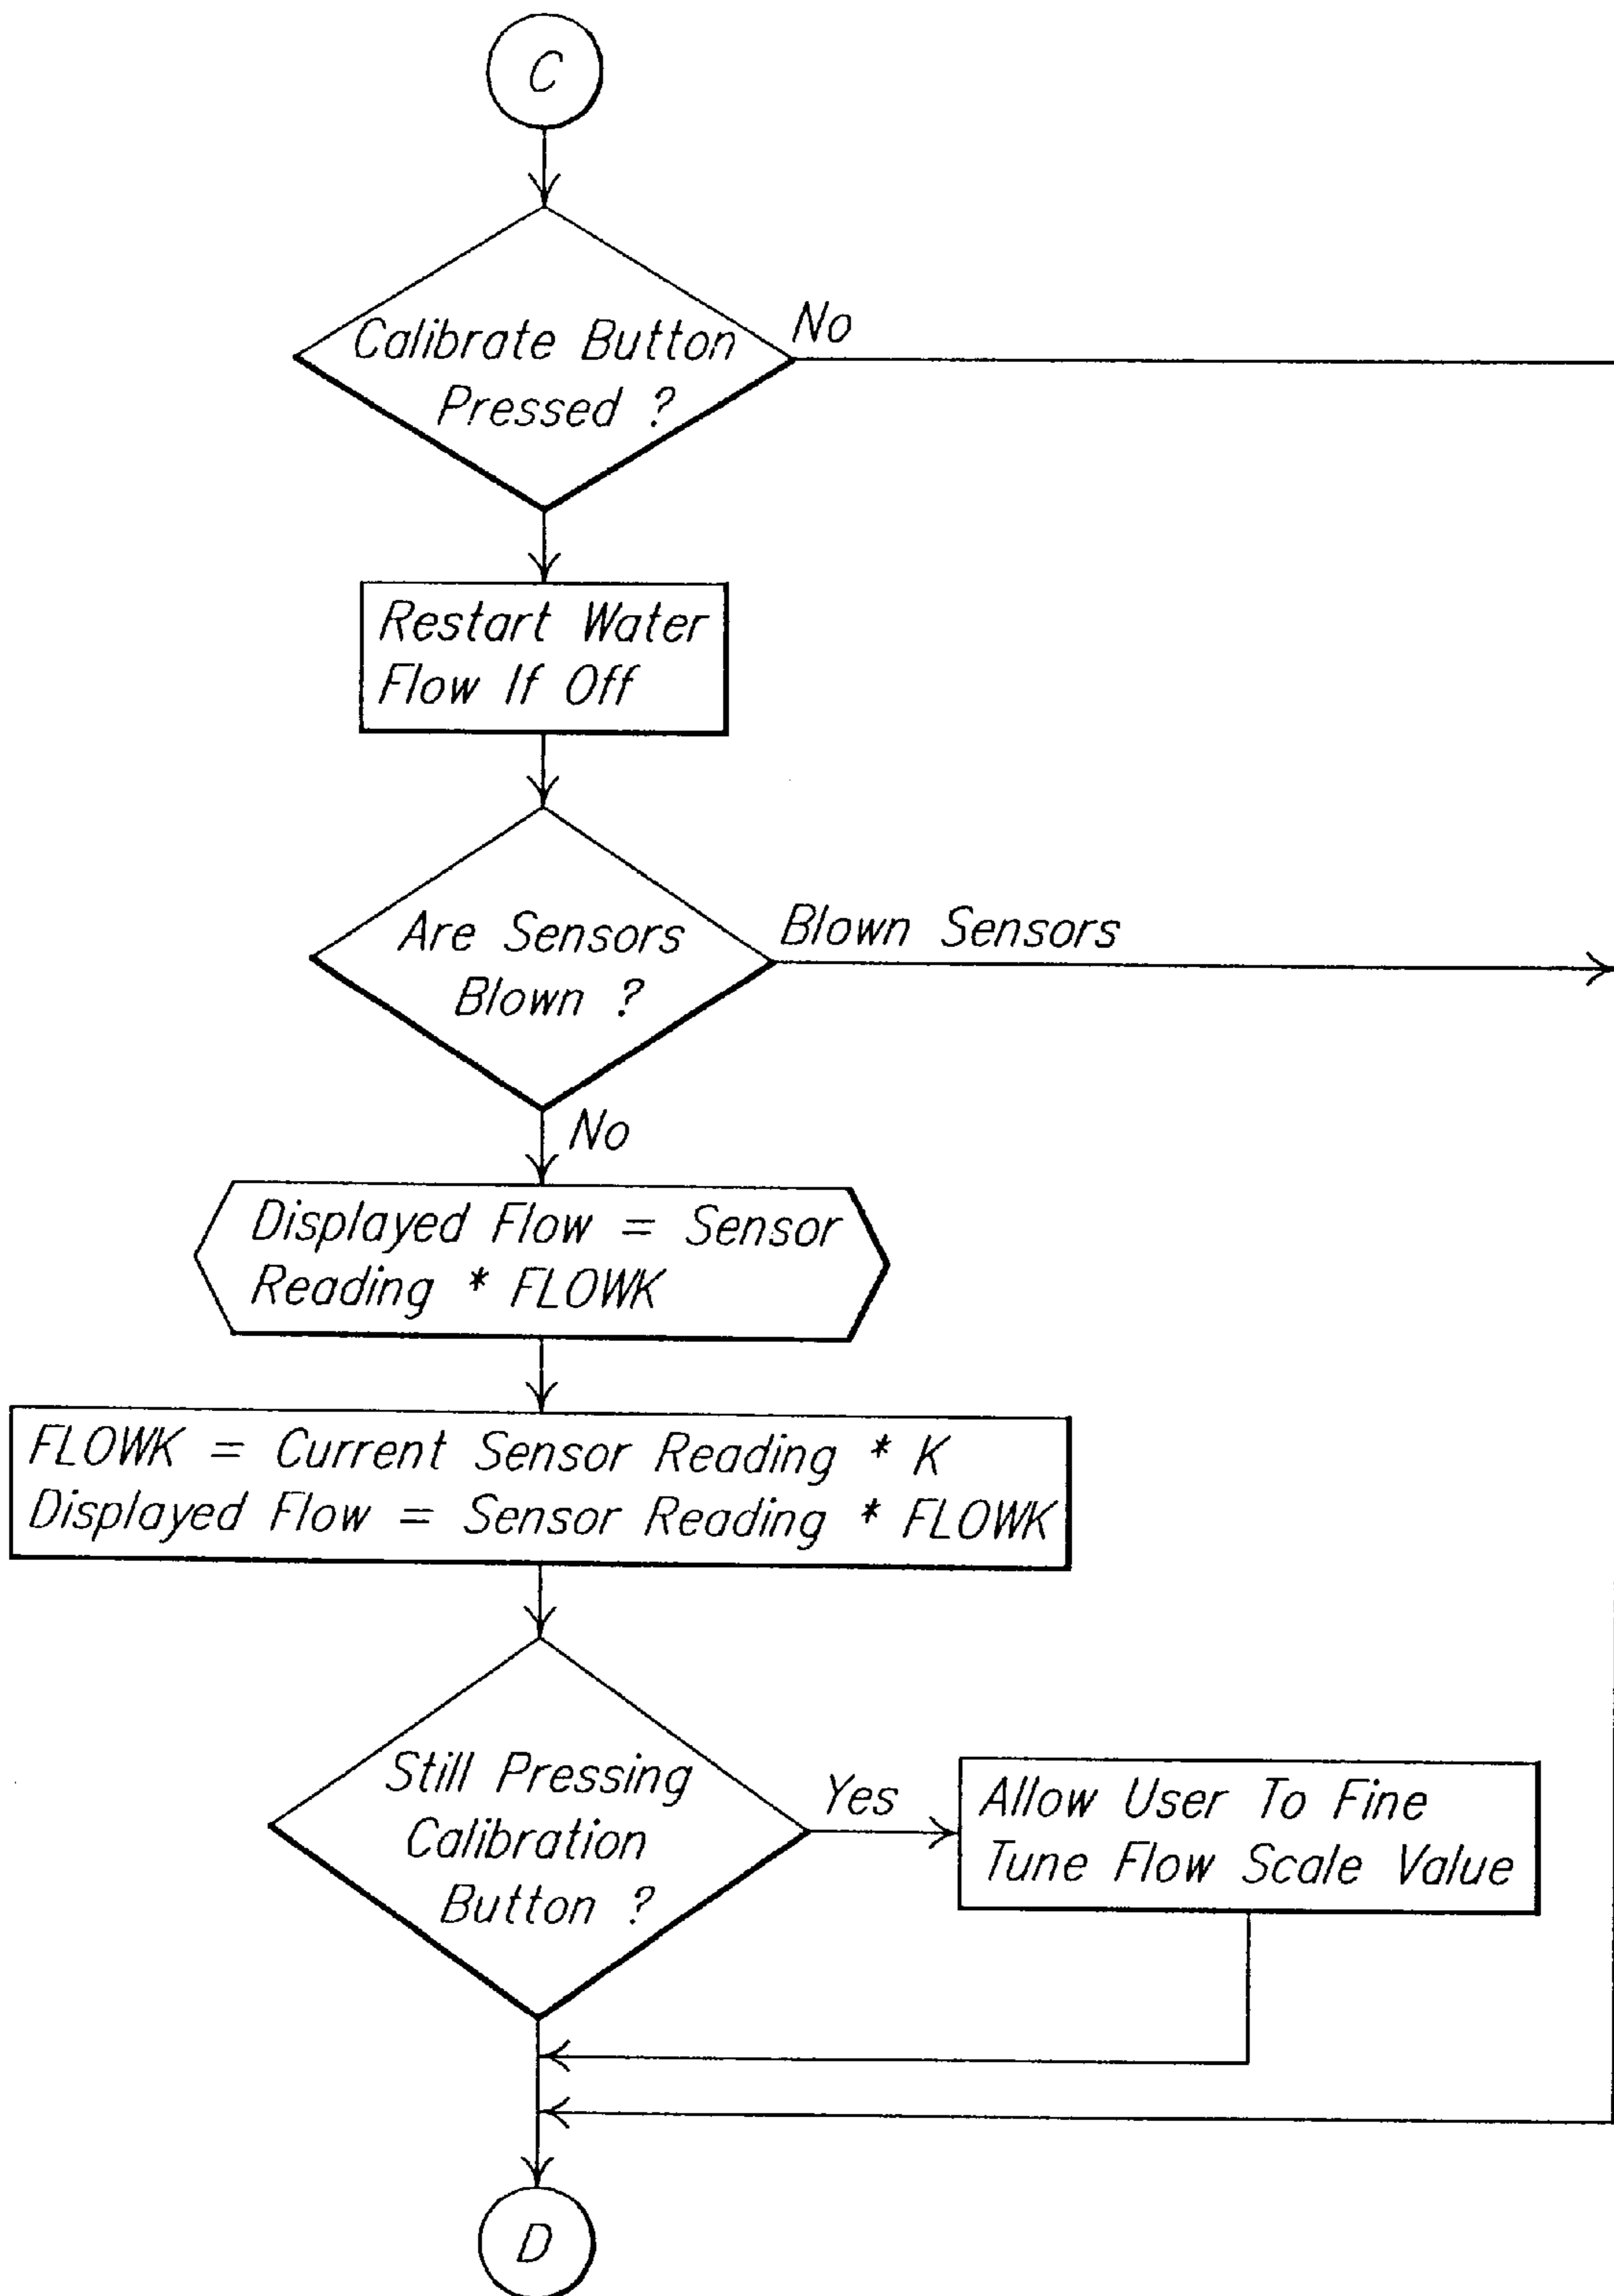 C
Calibrate Button
Pressed ?
No
Restart Water
Flow If Off
Are Sensors
Blown ?
Blown Sensors
No
Displayed Flow = Sensor
Reading * FLOWK
FLOWK = Current Sensor Reading * K
Displayed Flow = Sensor Reading * FLOWK
Still Pressing
Calibration
Button ?
Yes
Allow User To Fine
Tune Flow Scale Value
D